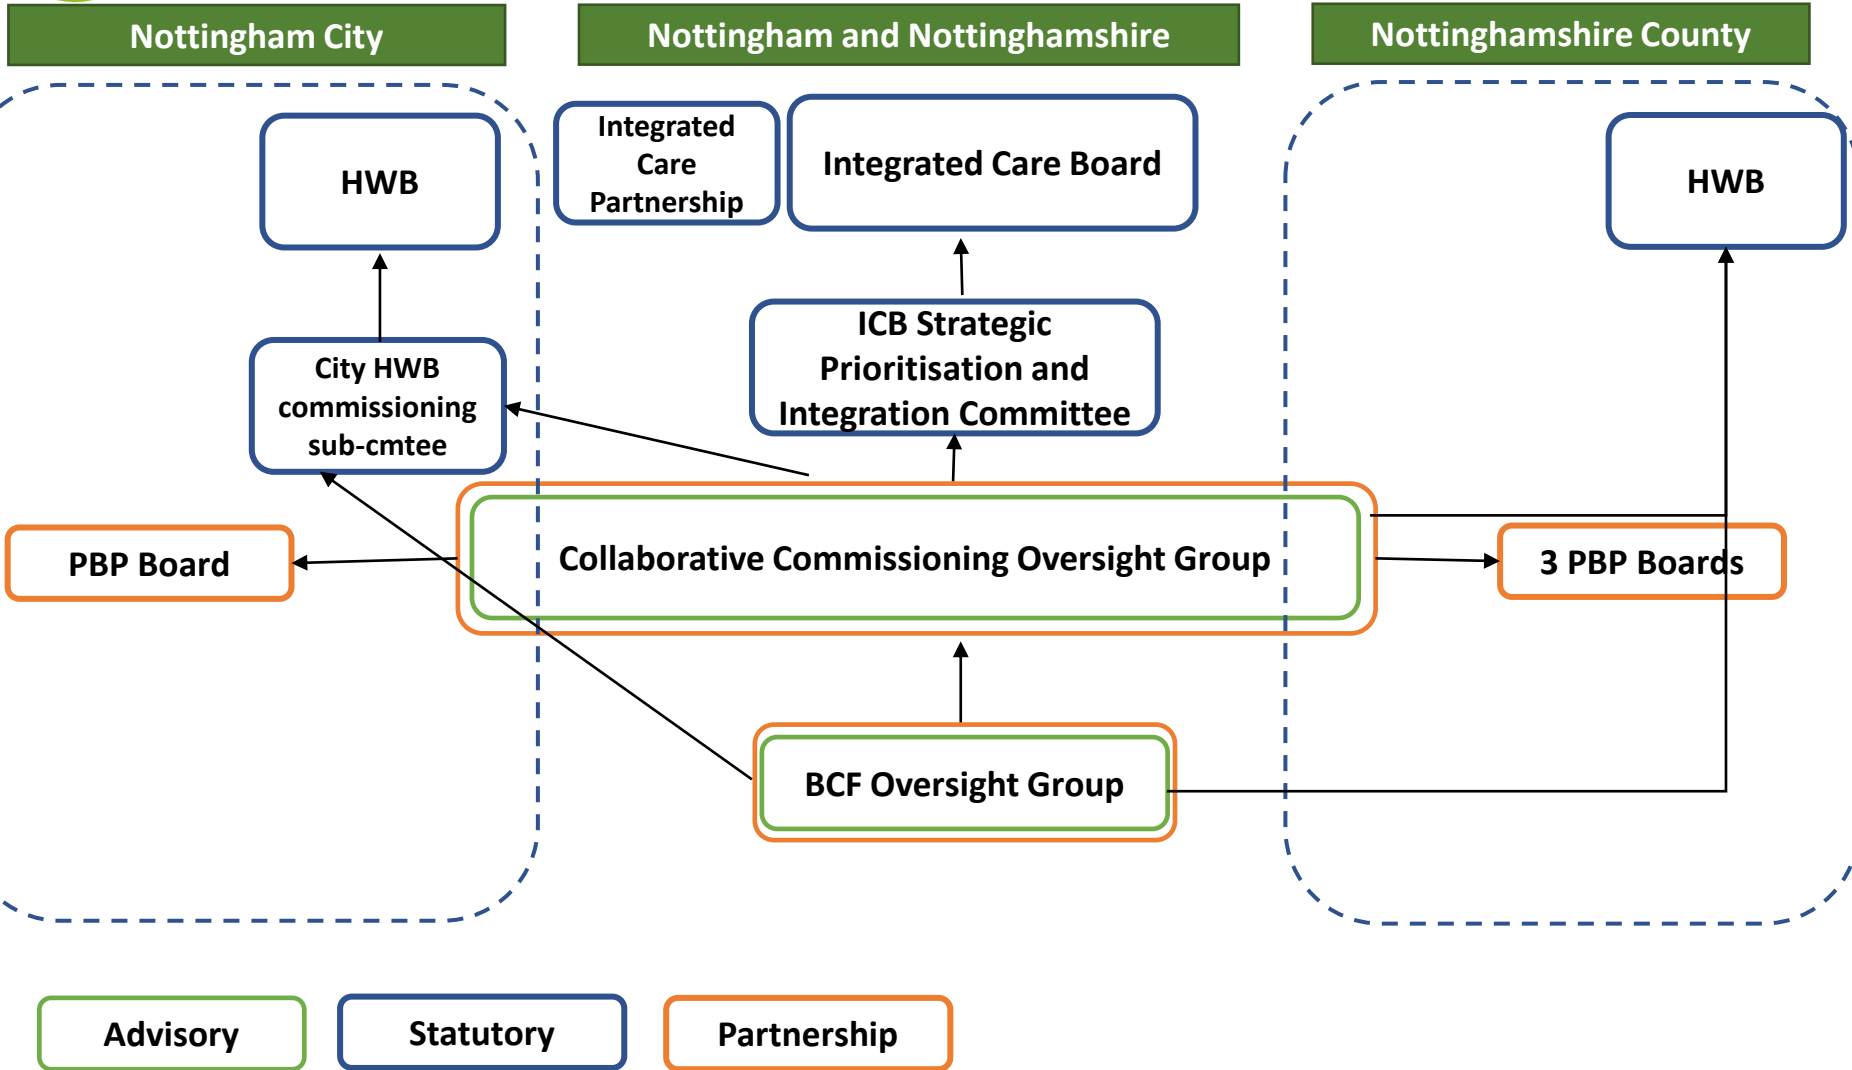 Nottingham City
Nottingham and Nottinghamshire
Nottinghamshire County
HWB
Integrated
Care
Partnership
Integrated Care Board
HWB
City HWB
commissioning
sub-cmtee
ICB Strategic
Prioritisation and
Integration Committee
PBP Board
Collaborative Commissioning Oversight Group
3 PBP Boards
BCF Oversight Group
Advisory
Statutory
Partnership